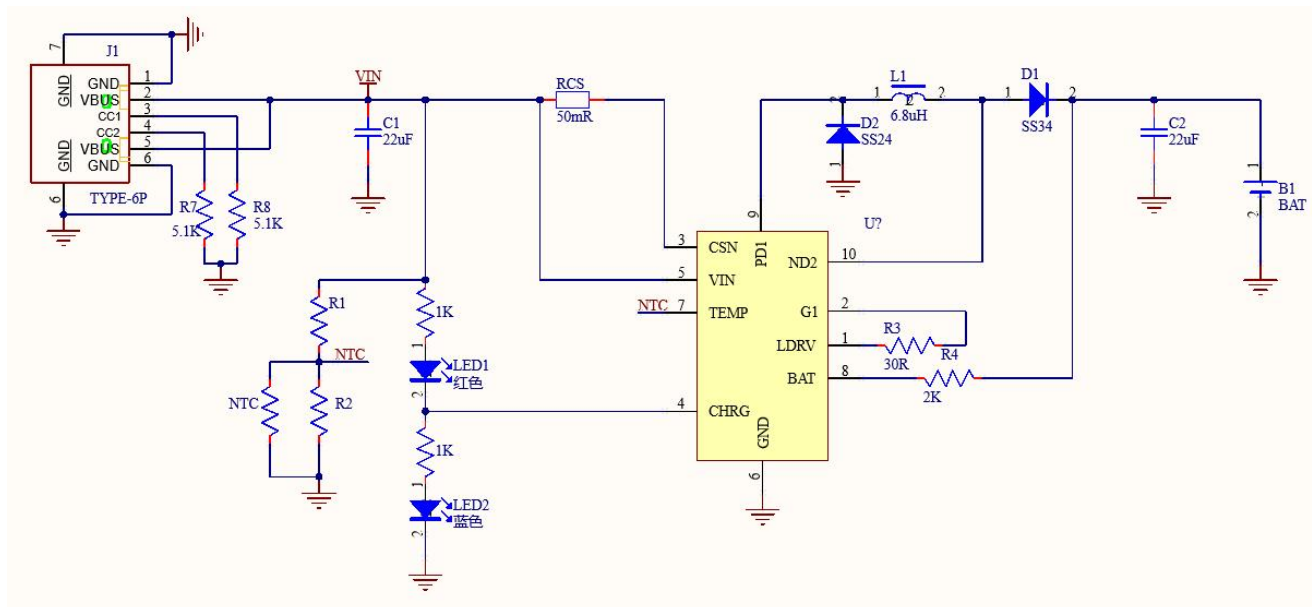 J1
7
GND
GND 1
VBUS 2
CC1 3
CC2 4
VBUS 5
GND 6
GND
6
TYPE-6P
R7
5.1K
R8
5.1K
VIN
C1
22uF
RCS
50mR
R1
NTC
NTC
R2
1K
1
LED1
红色
2
1K
1
LED2
蓝色
2
NTC
3 CSN
5 VIN
7 TEMP
4 CHRG
9
PD1
U?
ND2 10
G1 2
LDRV 1
BAT 8
GND
6
R3
30R
R4
2K
2
D2
SS24
1
L1
1 2 2
6.8uH
D1
1 2
SS34
C2
22uF
1
B1
BAT
2